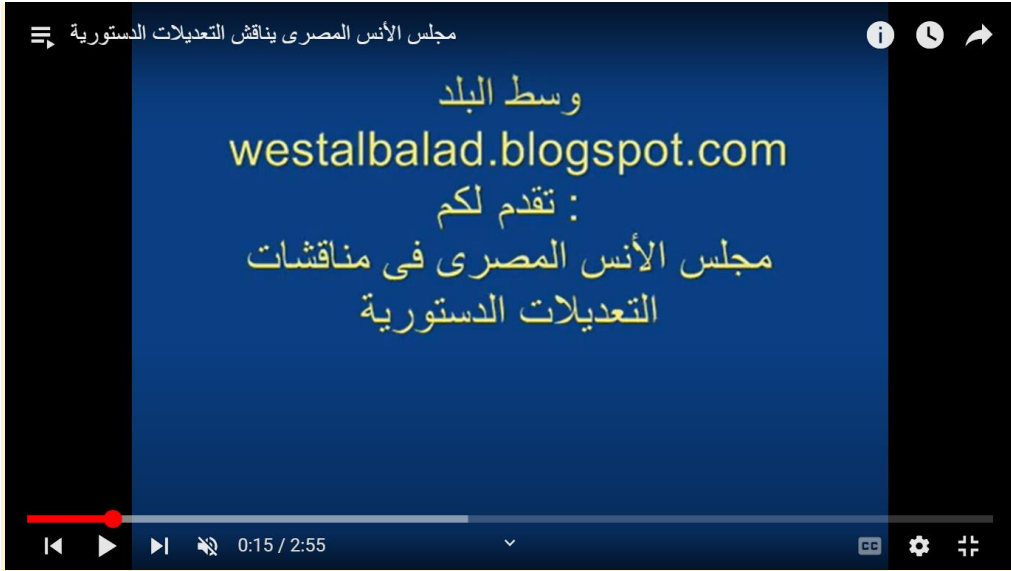 مجلس الأنس المصرى يناقش التعديلات الدستورية
وسط البلد
westalbalad.blogspot.com
تقدم لكم :
مجلس الأنس المصرى فى مناقشات
التعديلات الدستورية
0:15 / 2:55
CC